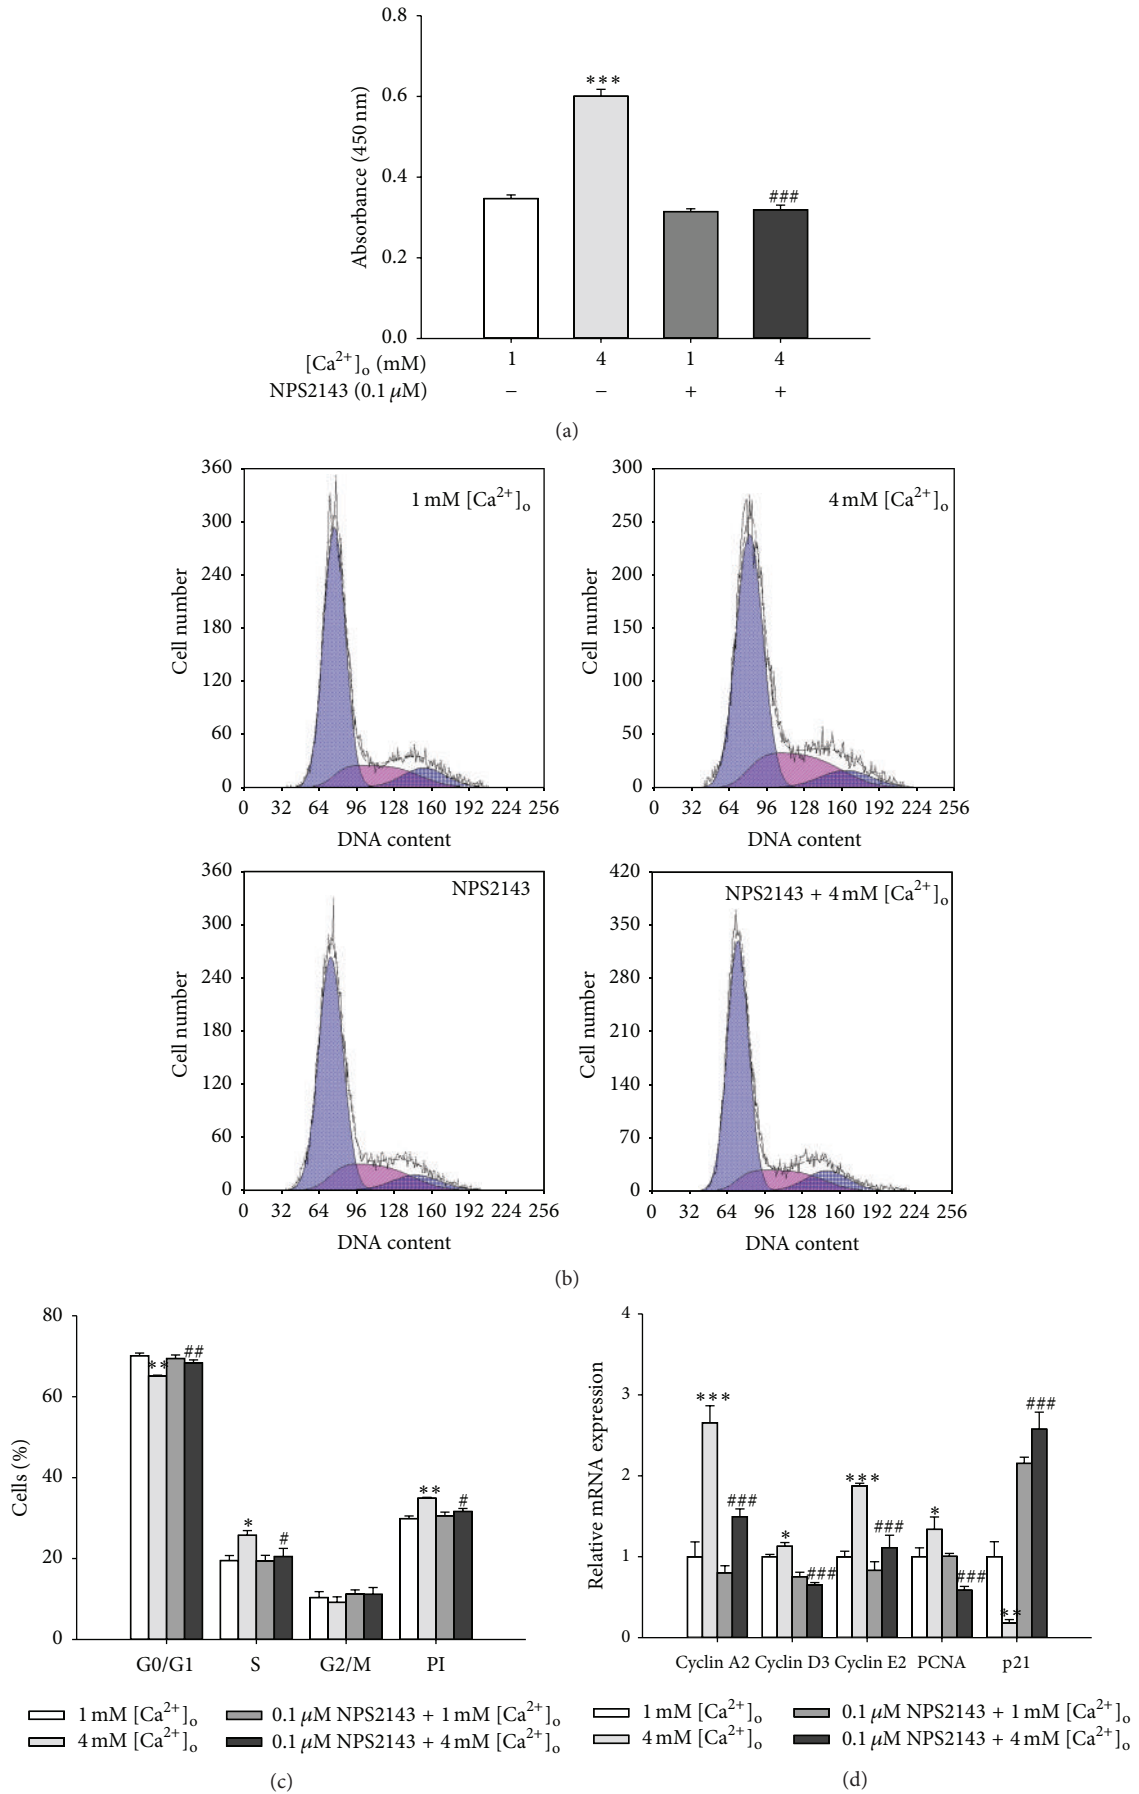 0.8
0.6
0.4
0.2
0.0
Absorbance (450 nm)
***
###
[Ca²⁺]ₒ (mM) 1 4 1 4
NPS2143 (0.1 μM) − − + +
(a)
360
300
240
180
120
60
0
Cell number
1 mM [Ca²⁺]ₒ
0 32 64 96 128 160 192 224 256
DNA content
300
250
200
150
100
50
0
Cell number
4 mM [Ca²⁺]ₒ
0 32 64 96 128 160 192 224 256
DNA content
360
300
240
180
120
60
0
Cell number
NPS2143
0 32 64 96 128 160 192 224 256
DNA content
420
350
280
210
140
70
0
Cell number
NPS2143 + 4 mM [Ca²⁺]ₒ
0 32 64 96 128 160 192 224 256
DNA content
(b)
80
60
40
20
0
Cells (%)
** ##
* #
** #
G0/G1 S G2/M PI
1 mM [Ca²⁺]ₒ 0.1 μM NPS2143 + 1 mM [Ca²⁺]ₒ
4 mM [Ca²⁺]ₒ 0.1 μM NPS2143 + 4 mM [Ca²⁺]ₒ
(c)
4
3
2
1
0
Relative mRNA expression
*** ###
* ###
*** ###
* ###
** ###
Cyclin A2 Cyclin D3 Cyclin E2 PCNA p21
1 mM [Ca²⁺]ₒ 0.1 μM NPS2143 + 1 mM [Ca²⁺]ₒ
4 mM [Ca²⁺]ₒ 0.1 μM NPS2143 + 4 mM [Ca²⁺]ₒ
(d)